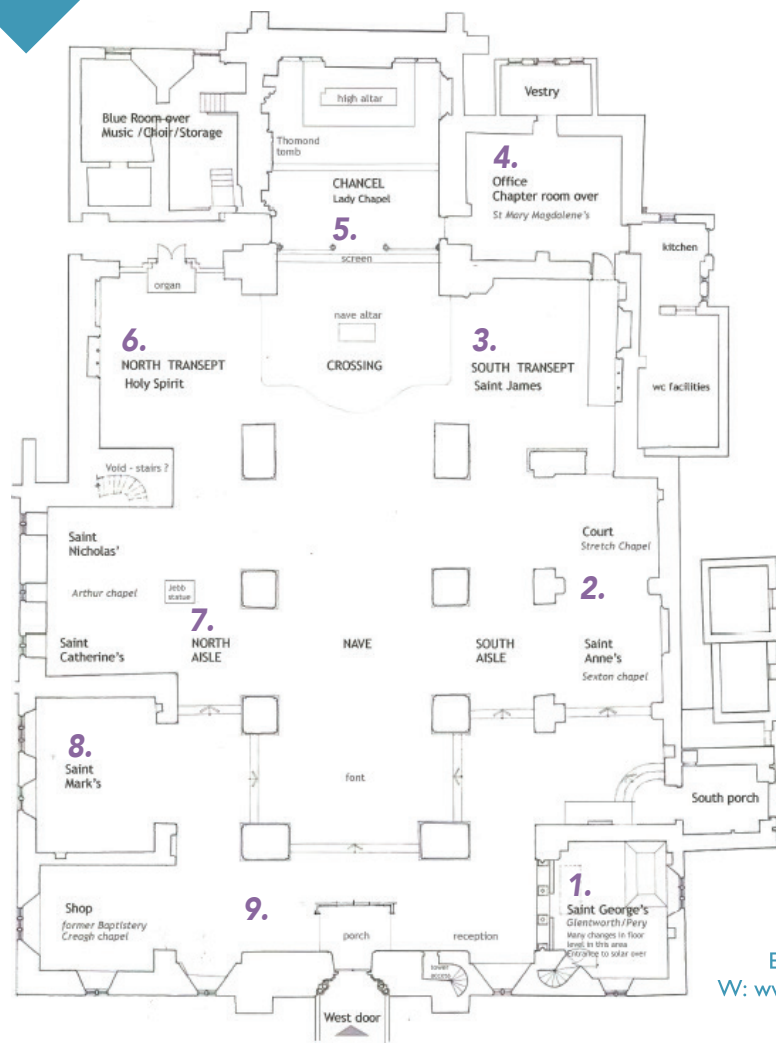 high altar
Vestry
Blue Room over
Music /Choir/Storage
Thomond
tomb
4.
Office
Chapter room over
St Mary Magdalene's
CHANCEL
Lady Chapel
5.
screen
kitchen
organ
nave altar
6.
NORTH TRANSEPT
Holy Spirit
CROSSING
3.
SOUTH TRANSEPT
Saint James
wc facilities
Void - stairs ?
Saint
Nicholas'
Court
Stretch Chapel
Arthur chapel
Jebb
statue
2.
7.
Saint
Catherine's
NORTH
AISLE
NAVE
SOUTH
AISLE
Saint
Anne's
Sexton chapel
8.
Saint
Mark's
font
South porch
1.
Saint George's
Glentworth/Pery
Many changes in floor
level in this area
Entrance to solar over
Shop
former Baptistery
Creagh chapel
9.
porch
reception
tower
access
West door
E
W: ww